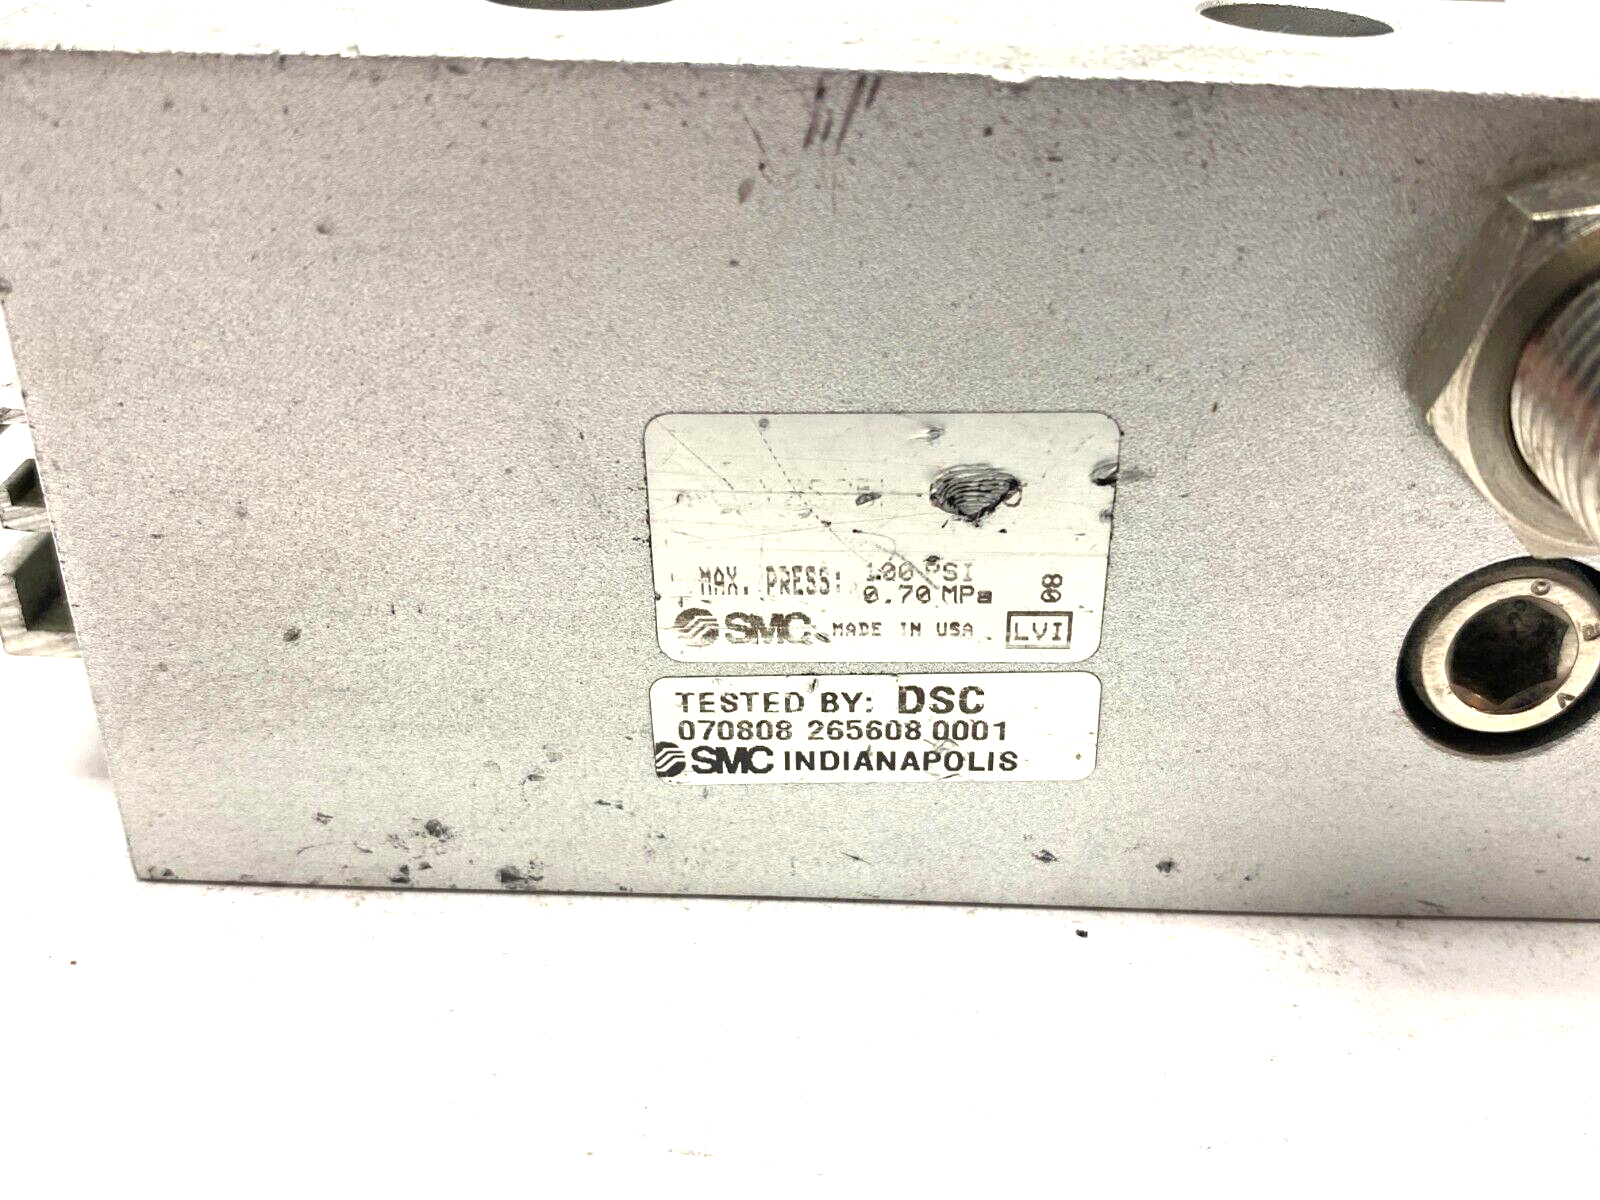 MAX. PRESS: 100 PSI
0.70 MPa
80
SMC MADE IN USA LVI
TESTED BY: DSC
070808 265608 0001
SMC INDIANAPOLIS